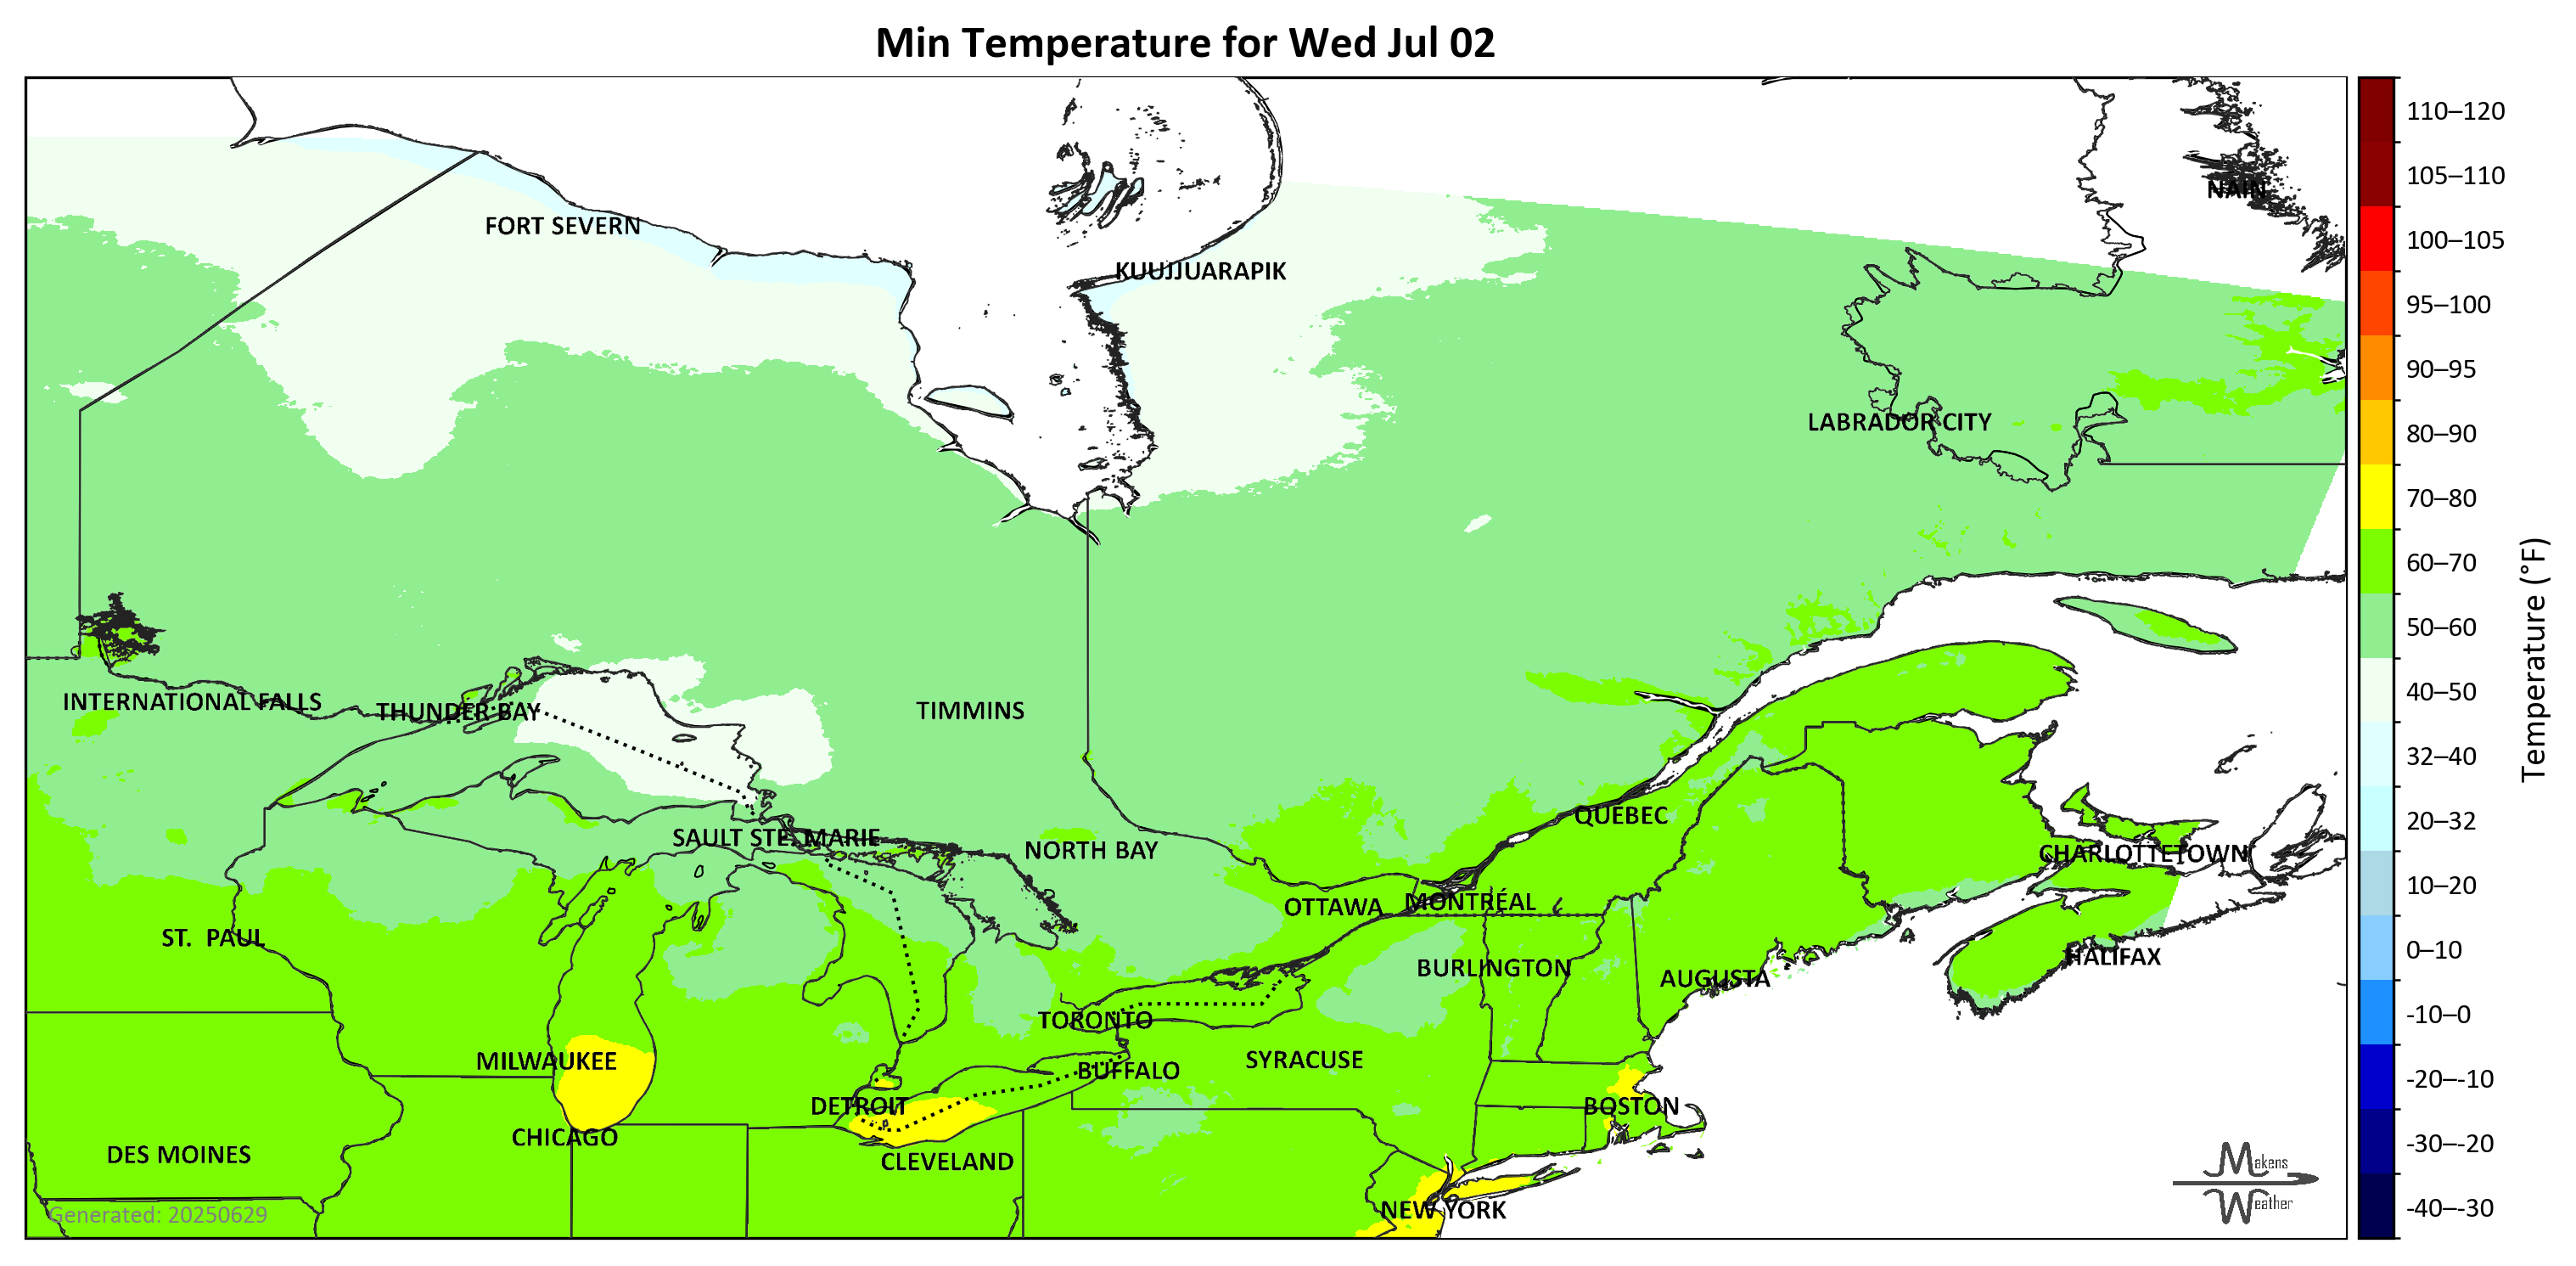 Min Temperature for Wed Jul 02
NAIN
FORT SEVERN
KUUJJUARAPIK
LABRADOR CITY
INTERNATIONAL FALLS
THUNDER BAY
TIMMINS
QUÉBEC
SAULT STE. MARIE
NORTH BAY
CHARLOTTETOWN
OTTAWA
MONTRÉAL
ST. PAUL
HALIFAX
BURLINGTON
AUGUSTA
TORONTO
MILWAUKEE
SYRACUSE
BUFFALO
DETROIT
BOSTON
CHICAGO
DES MOINES
CLEVELAND
NEW YORK
Generated: 20250629
Makens
Weather
110–120
105–110
100–105
95–100
90–95
80–90
70–80
60–70
50–60
40–50
32–40
20–32
10–20
0–10
-10–0
-20–-10
-30–-20
-40–-30
Temperature (°F)